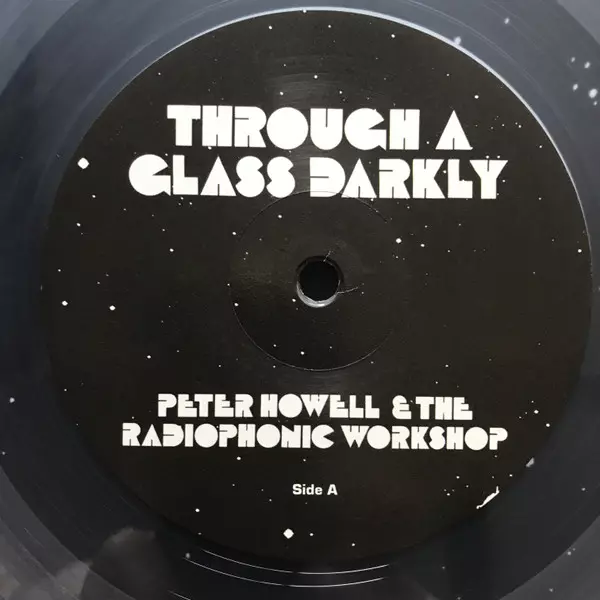 THROUGH A
GLASS DARKLY
PETER HOWELL & THE
RADIOPHONIC WORKSHOP
Side A